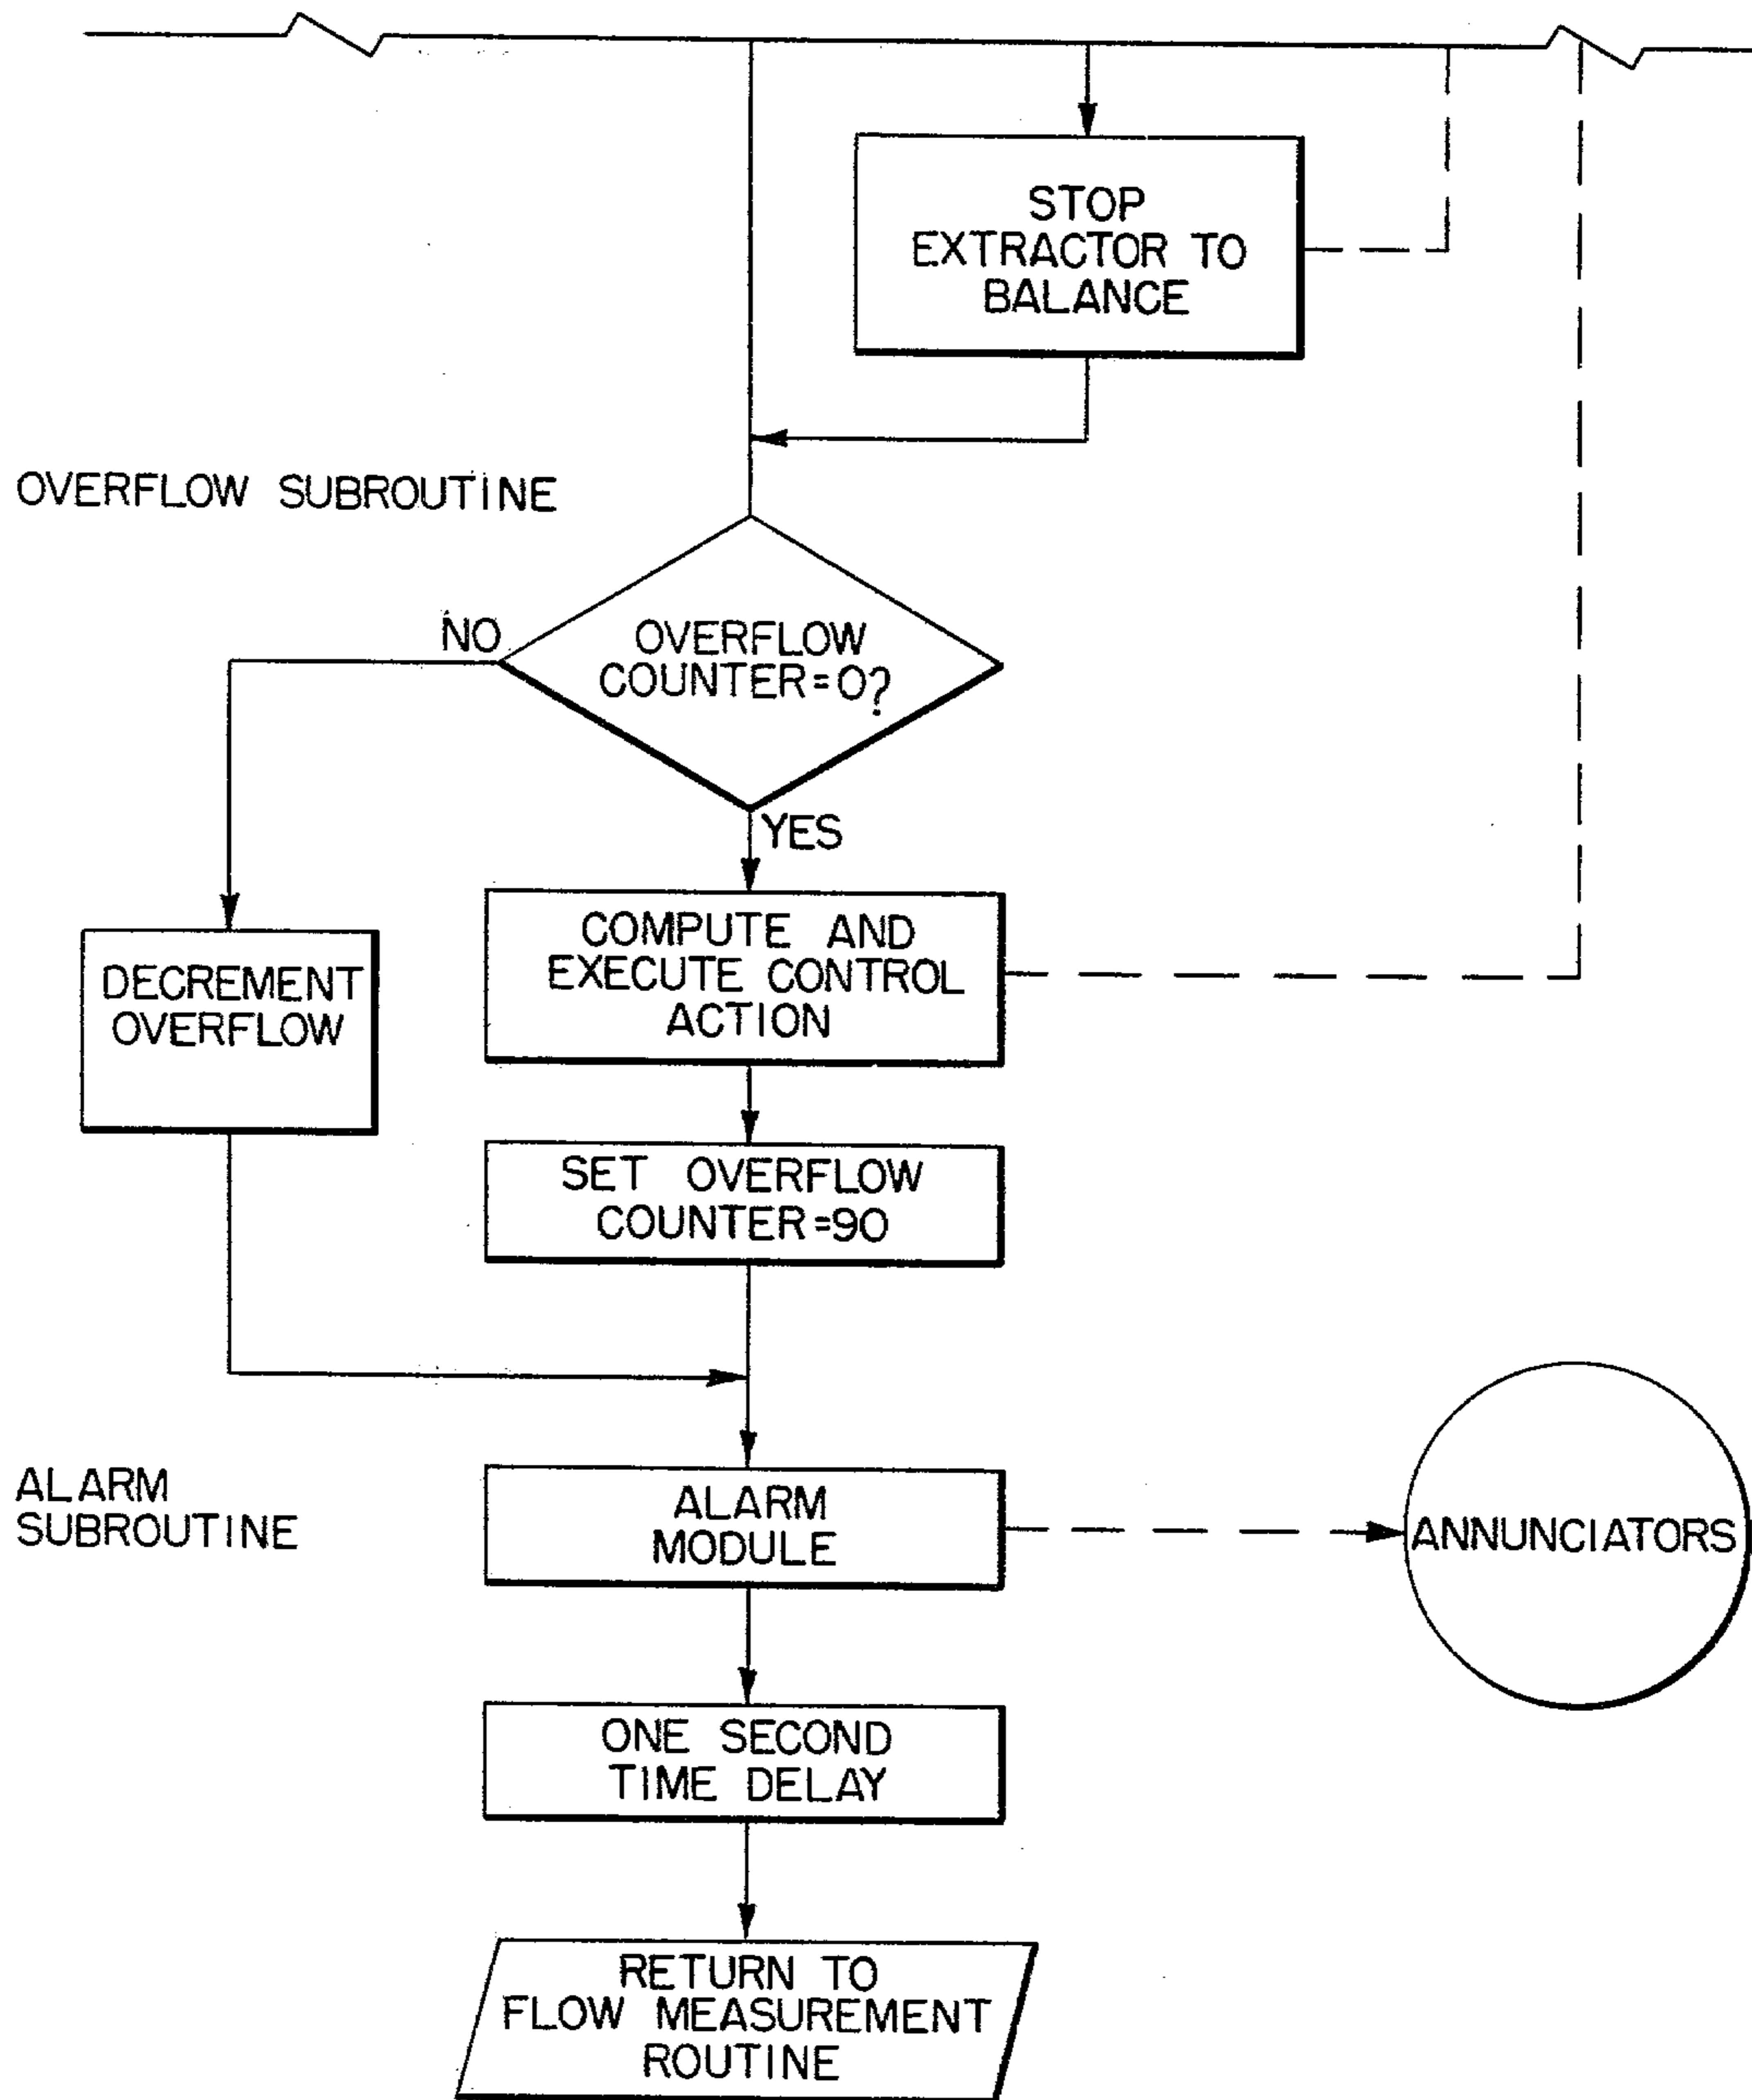 STOP
EXTRACTOR TO
BALANCE
OVERFLOW SUBROUTINE
NO
OVERFLOW
COUNTER=0?
YES
COMPUTE AND
EXECUTE CONTROL
ACTION
DECREMENT
OVERFLOW
SET OVERFLOW
COUNTER=90
ALARM
SUBROUTINE
ALARM
MODULE
ANNUNCIATORS
ONE SECOND
TIME DELAY
RETURN TO
FLOW MEASUREMENT
ROUTINE